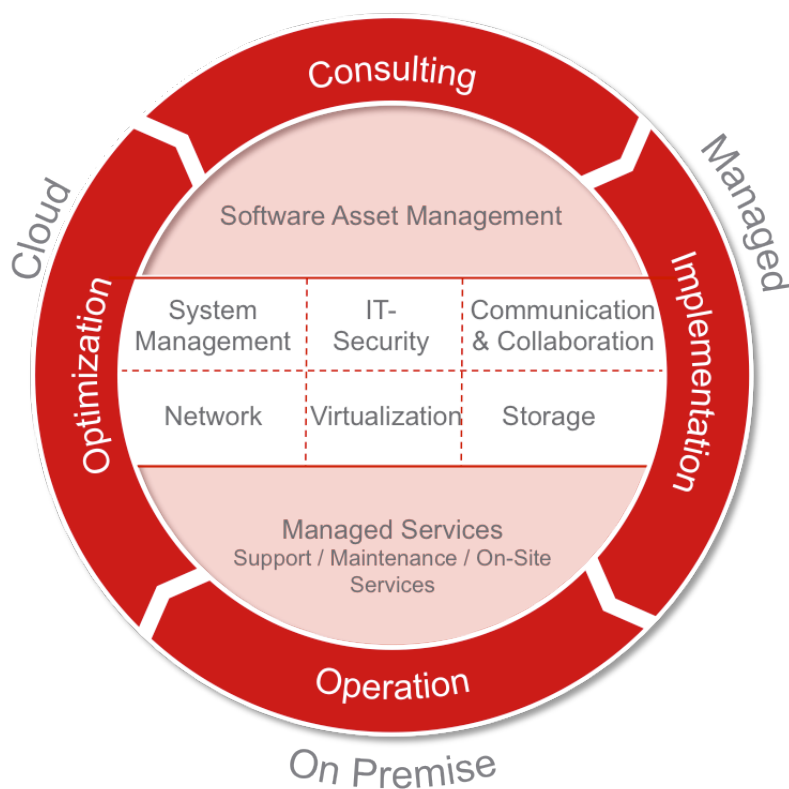 Consulting
Cloud
Managed
Software Asset Management
Optimization
Implementation
System
Management
IT-
Security
Communication
& Collaboration
Network
Virtualization
Storage
Managed Services
Support / Maintenance / On-Site
Services
Operation
On Premise